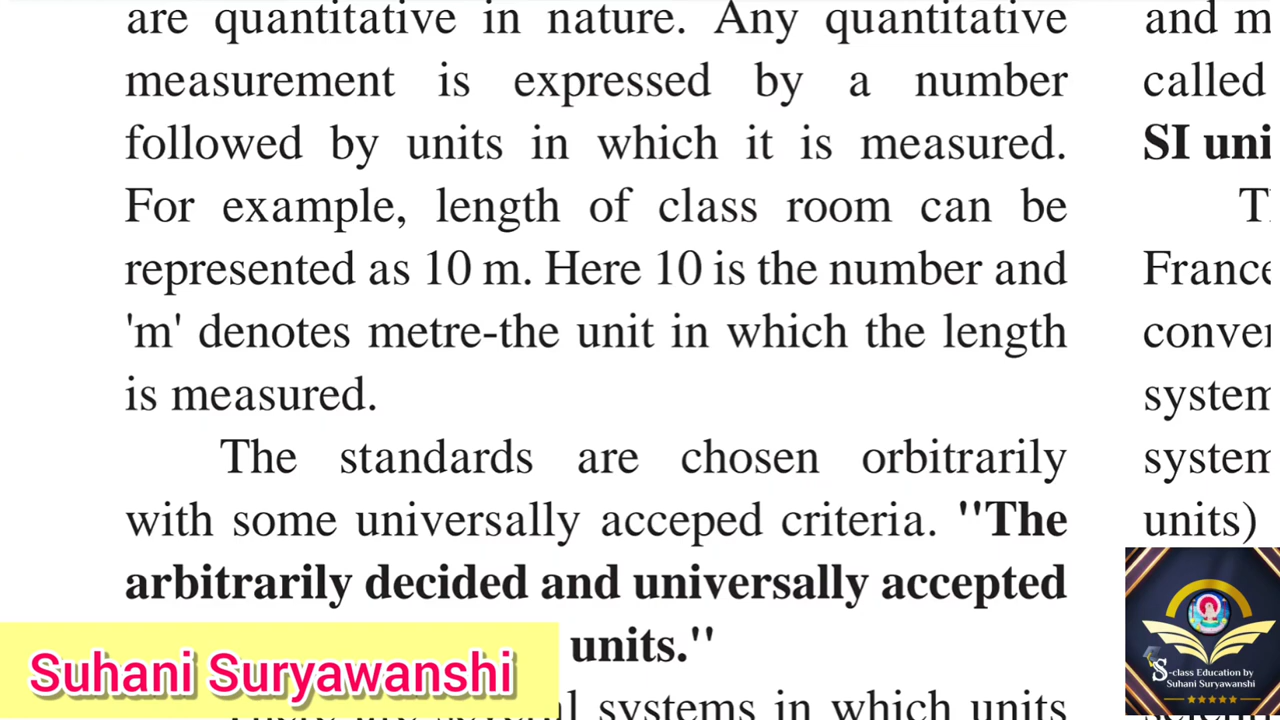 are quantitative in nature. Any quantitative
measurement is expressed by a number
followed by units in which it is measured.
For example, length of class room can be
represented as 10 m. Here 10 is the number and
'm' denotes metre-the unit in which the length
is measured.
The standards are chosen orbitrarily
with some universally acceped criteria. "The
arbitrarily decided and universally accepted
units."
systems in which units
and m
called
SI uni
T
France
conver
system
system
units)
Suhani Suryawanshi
S-class Education by
Suhani Suryawanshi